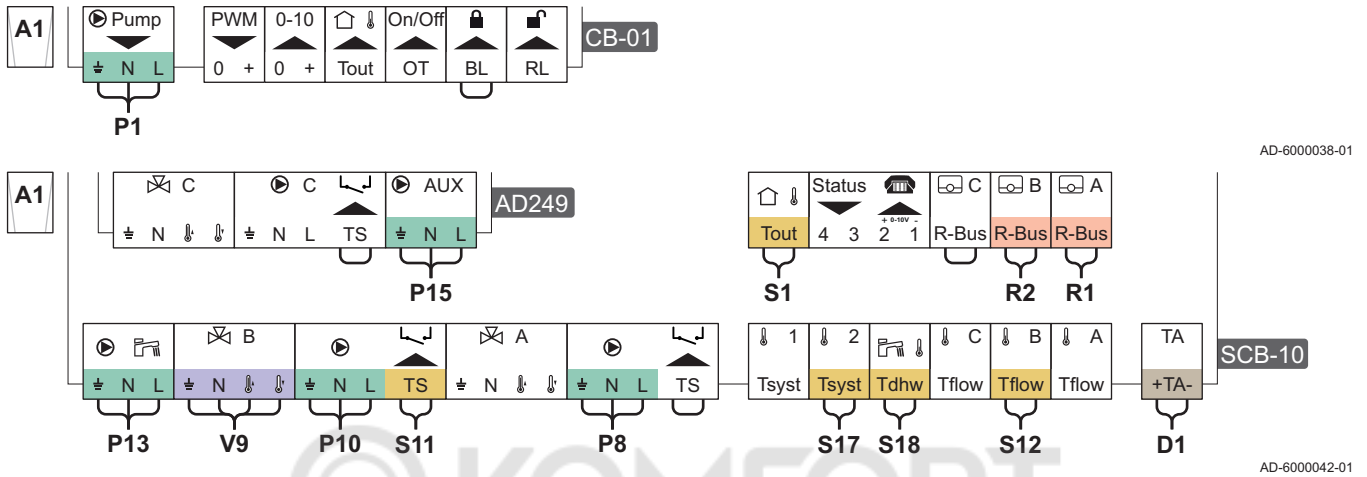 A1
Pump PWM 0-10 On/Off CB-01
N L 0 + 0 + Tout OT BL RL
P1
AD-6000038-01
A1
C C AUX AD249
N N L TS N L
P15
Status C B A
+ 0-10V -
Tout 4 3 2 1 R-Bus R-Bus R-Bus
S1 R2 R1
B A 1 2 C B A TA SCB-10
N L N N L TS N N L TS Tsyst Tsyst Tdhw Tflow Tflow Tflow +TA-
P13 V9 P10 S11 P8 S17 S18 S12 D1
KOMFORT
AD-6000042-01